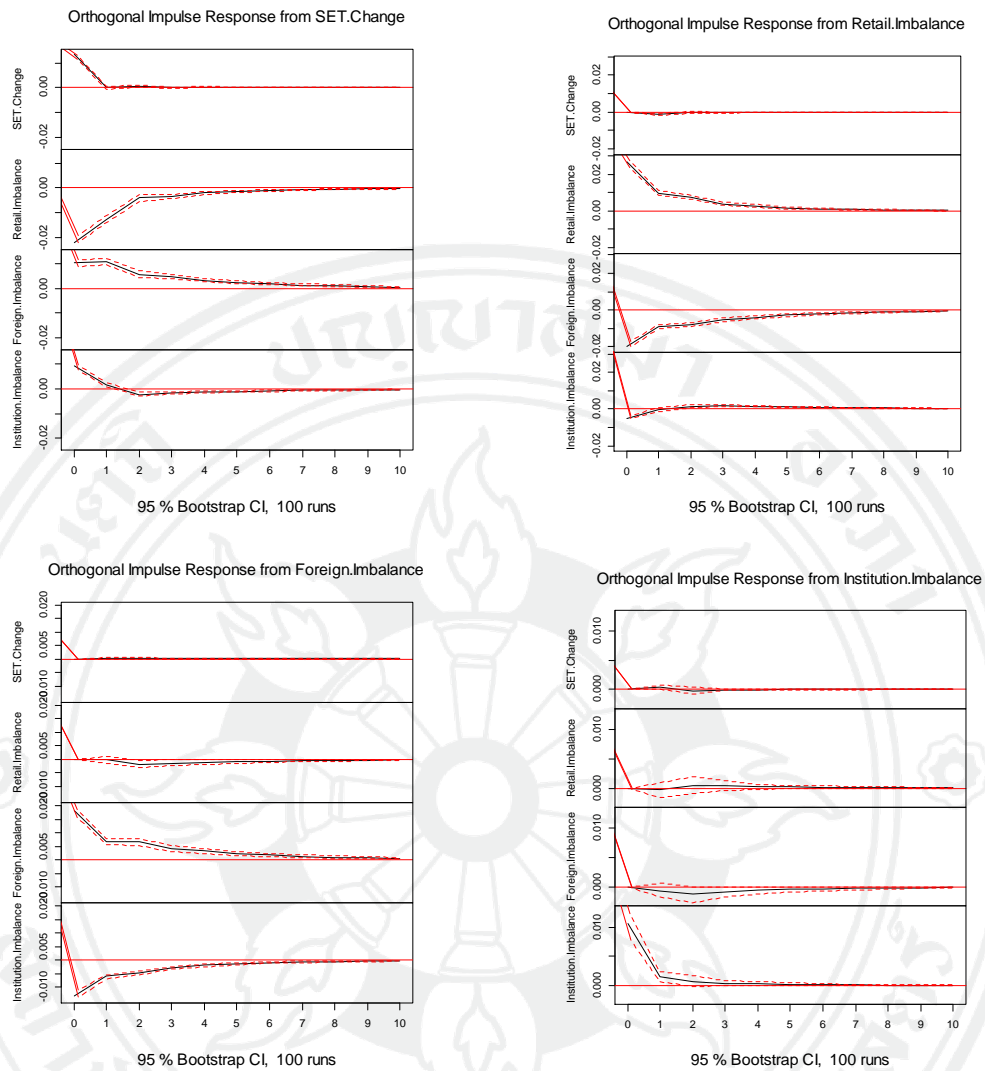 Orthogonal Impulse Response from SET.Change
SET.Change
0.00
-0.02
Retail.Imbalance
0.00
-0.02
Foreign.Imbalance
0.00
-0.02
Institution.Imbalance
0.00
-0.02
0 1 2 3 4 5 6 7 8 9 10
95 % Bootstrap CI, 100 runs
Orthogonal Impulse Response from Retail.Imbalance
SET.Change
0.02
0.00
-0.02
Retail.Imbalance
0.02
0.00
-0.02
Foreign.Imbalance
0.02
0.00
-0.02
Institution.Imbalance
0.02
0.00
-0.02
0 1 2 3 4 5 6 7 8 9 10
95 % Bootstrap CI, 100 runs
Orthogonal Impulse Response from Foreign.Imbalance
SET.Change
0.020
0.005
-0.010
Retail.Imbalance
0.020
0.005
-0.010
Foreign.Imbalance
0.020
0.005
-0.010
Institution.Imbalance
0.020
0.005
-0.010
0 1 2 3 4 5 6 7 8 9 10
95 % Bootstrap CI, 100 runs
Orthogonal Impulse Response from Institution.Imbalance
SET.Change
0.010
0.000
Retail.Imbalance
0.010
0.000
Foreign.Imbalance
0.010
0.000
Institution.Imbalance
0.010
0.000
0 1 2 3 4 5 6 7 8 9 10
95 % Bootstrap CI, 100 runs